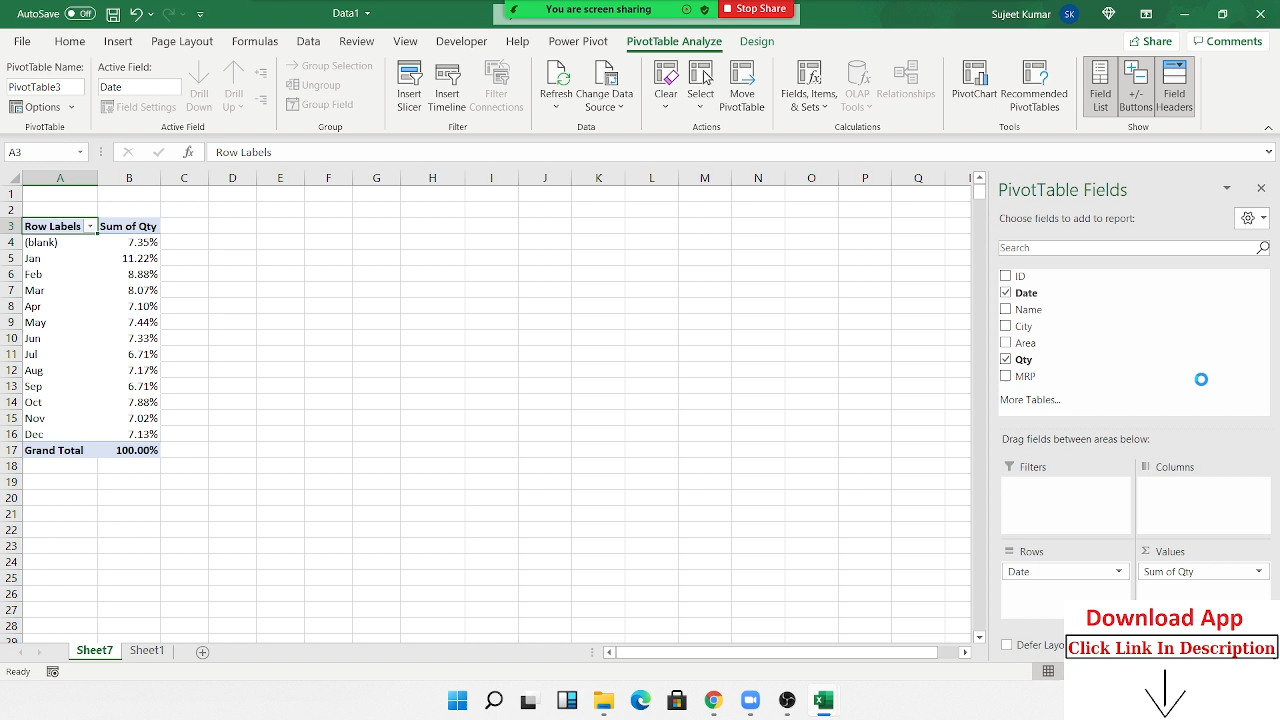 AutoSave Off Data1 You are screen sharing Stop Share Sujeet Kumar SK
File Home Insert Page Layout Formulas Data Review View Developer Help Power Pivot PivotTable Analyze Design Share Comments
PivotTable Name:
PivotTable3
Options
PivotTable
Active Field:
Date
Field Settings
Drill Down
Drill Up
Active Field
Group Selection
Ungroup
Group Field
Group
Insert Slicer
Insert Timeline
Filter Connections
Filter
Refresh
Change Data Source
Data
Clear
Select
Move PivotTable
Actions
Fields, Items, & Sets
OLAP Tools
Relationships
Calculations
PivotChart
Recommended PivotTables
Tools
Field List
+/- Buttons
Field Headers
Show
A3 fx Row Labels
A B C D E F G H I J K L M N O P Q
1
2
3 Row Labels Sum of Qty
4 (blank) 7.35%
5 Jan 11.22%
6 Feb 8.88%
7 Mar 8.07%
8 Apr 7.10%
9 May 7.44%
10 Jun 7.33%
11 Jul 6.71%
12 Aug 7.17%
13 Sep 6.71%
14 Oct 7.88%
15 Nov 7.02%
16 Dec 7.13%
17 Grand Total 100.00%
18
19
20
21
22
23
24
25
26
27
28
29
PivotTable Fields
Choose fields to add to report:
Search
ID
Date
Name
City
Area
Qty
MRP
More Tables...
Drag fields between areas below:
Filters
Columns
Rows
Values
Date
Sum of Qty
Defer Layo
Sheet7 Sheet1
Ready
Download App
Click Link In Description